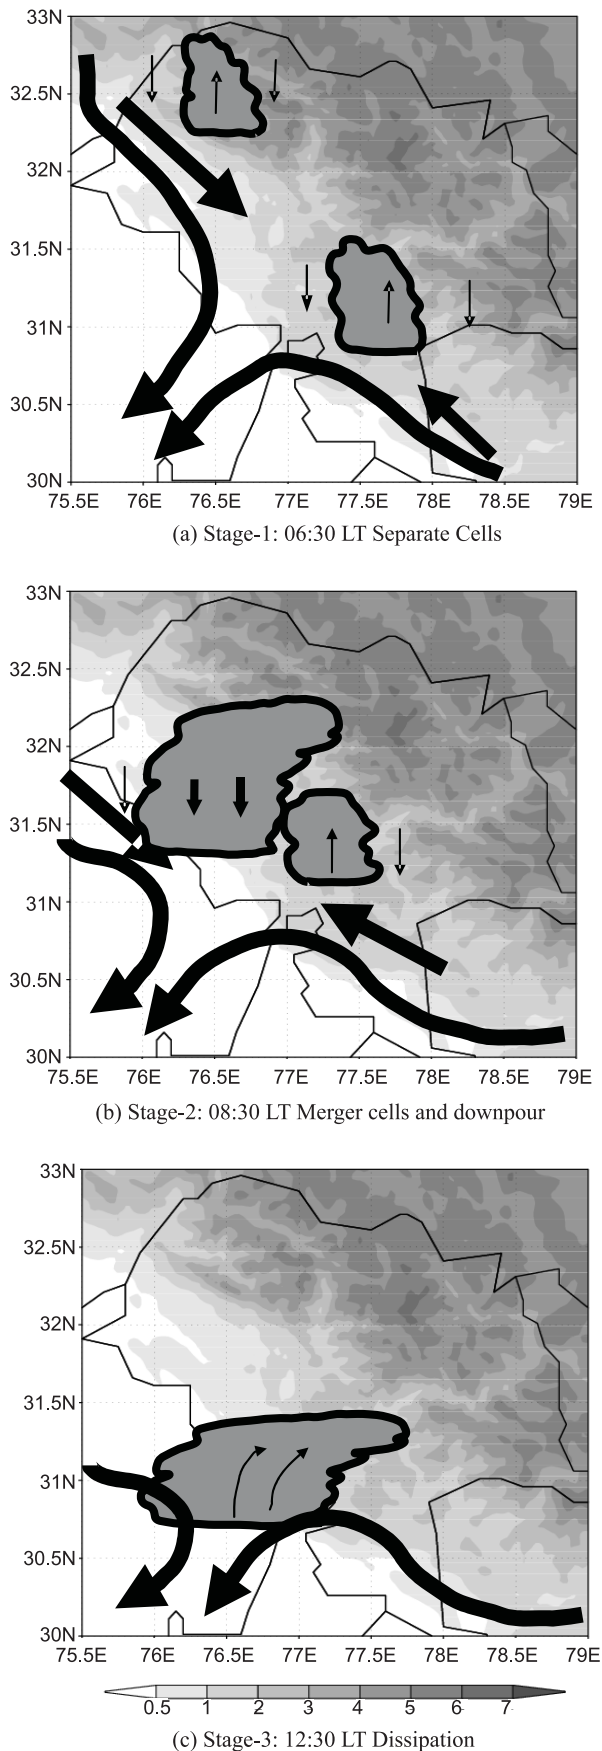 33N
32.5N
32N
31.5N
31N
30.5N
30N
75.5E 76E 76.5E 77E 77.5E 78E 78.5E 79E
(a) Stage-1: 06:30 LT Separate Cells
33N
32.5N
32N
31.5N
31N
30.5N
30N
75.5E 76E 76.5E 77E 77.5E 78E 78.5E 79E
(b) Stage-2: 08:30 LT Merger cells and downpour
33N
32.5N
32N
31.5N
31N
30.5N
30N
75.5E 76E 76.5E 77E 77.5E 78E 78.5E 79E
0.5 1 2 3 4 5 6 7
(c) Stage-3: 12:30 LT Dissipation